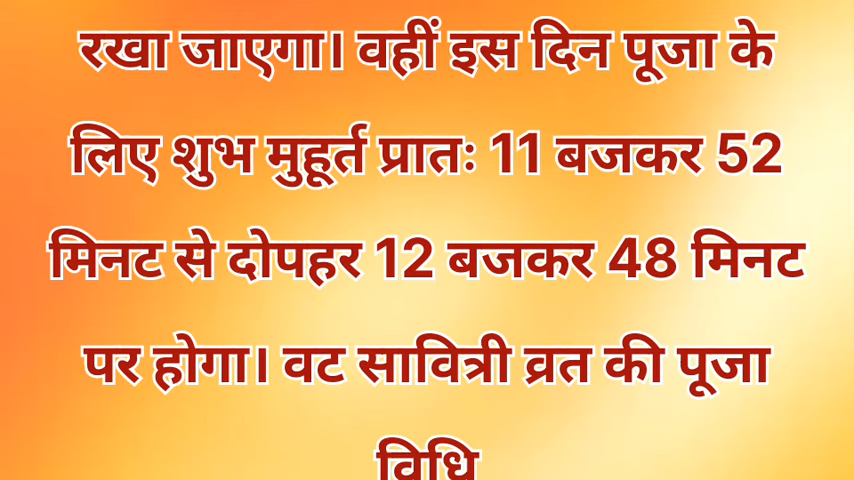 रखा जाएगा। वहीं इस दिन पूजा के
लिए शुभ मुहूर्त प्रातः 11 बजकर 52
मिनट से दोपहर 12 बजकर 48 मिनट
पर होगा। वट सावित्री व्रत की पूजा
विधि